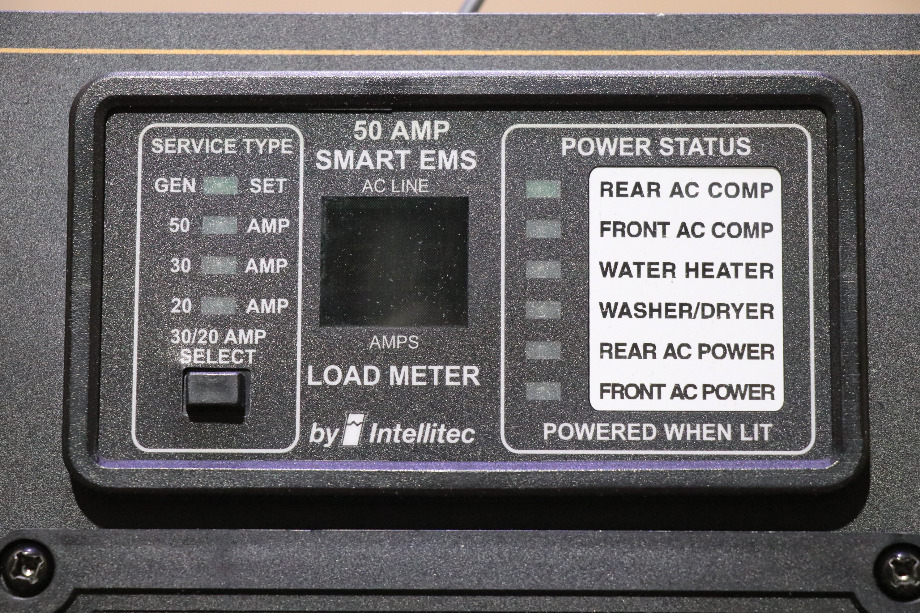 50 AMP
SMART EMS
AC LINE
AMPS
LOAD METER
by Intellitec
SERVICE TYPE
GEN SET
50 AMP
30 AMP
20 AMP
30/20 AMP
SELECT
POWER STATUS
REAR AC COMP
FRONT AC COMP
WATER HEATER
WASHER/DRYER
REAR AC POWER
FRONT AC POWER
POWERED WHEN LIT